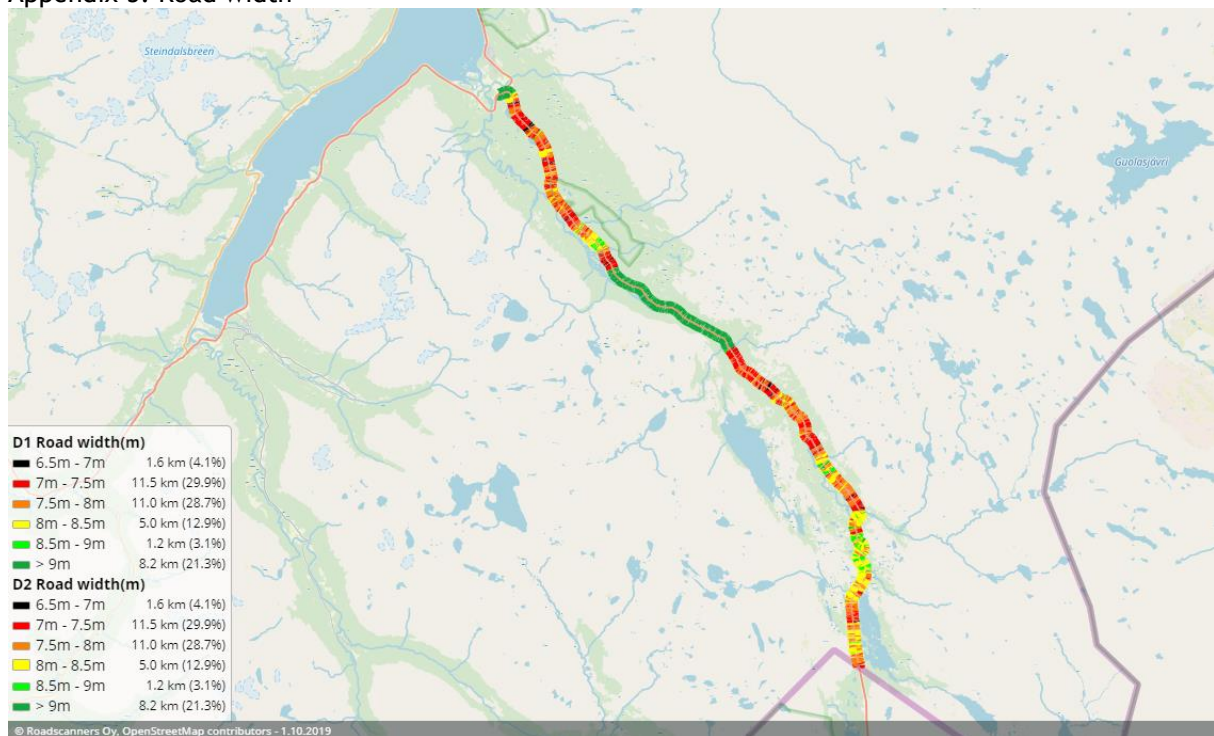 Steindalsbreen
Guolasjávri
D1 Road width(m)
6.5m - 7m 1.6 km (4.1%)
7m - 7.5m 11.5 km (29.9%)
7.5m - 8m 11.0 km (28.7%)
8m - 8.5m 5.0 km (12.9%)
8.5m - 9m 1.2 km (3.1%)
> 9m 8.2 km (21.3%)
D2 Road width(m)
6.5m - 7m 1.6 km (4.1%)
7m - 7.5m 11.5 km (29.9%)
7.5m - 8m 11.0 km (28.7%)
8m - 8.5m 5.0 km (12.9%)
8.5m - 9m 1.2 km (3.1%)
> 9m 8.2 km (21.3%)
© Roadscanners Oy, OpenStreetMap contributors - 1.10.2019